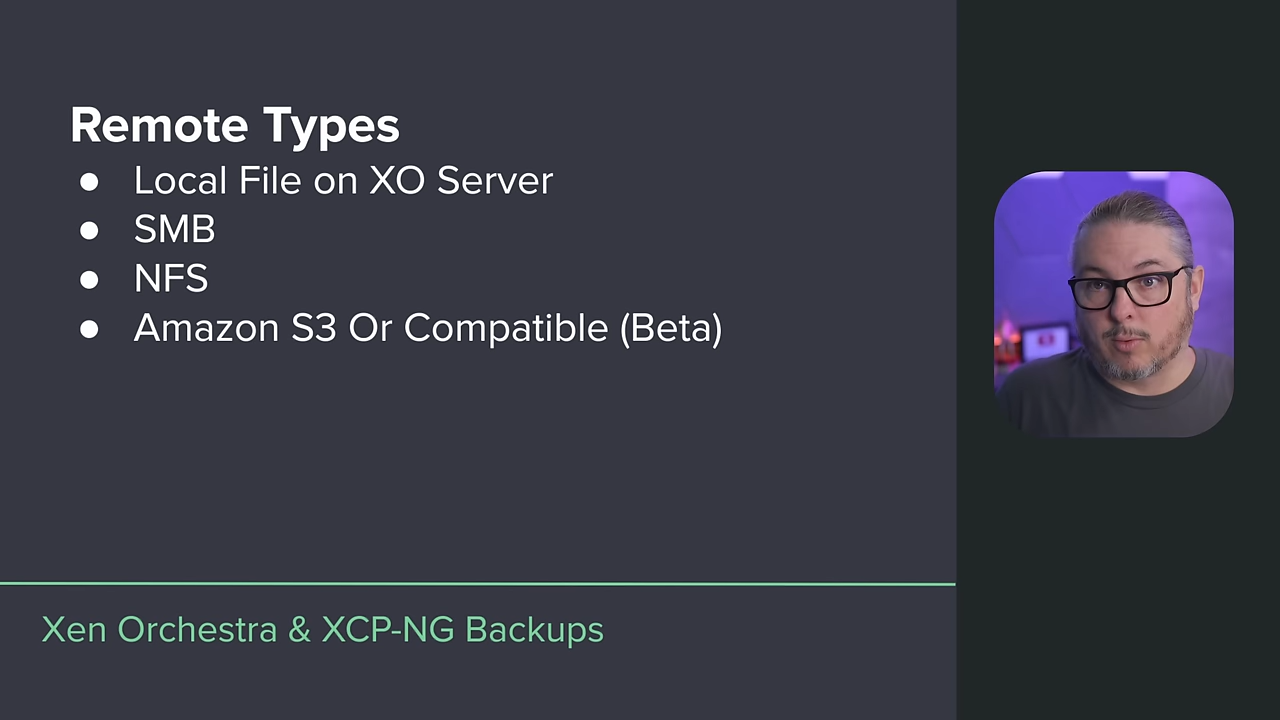 Remote Types
● Local File on XO Server
● SMB
● NFS
● Amazon S3 Or Compatible (Beta)
Xen Orchestra & XCP-NG Backups